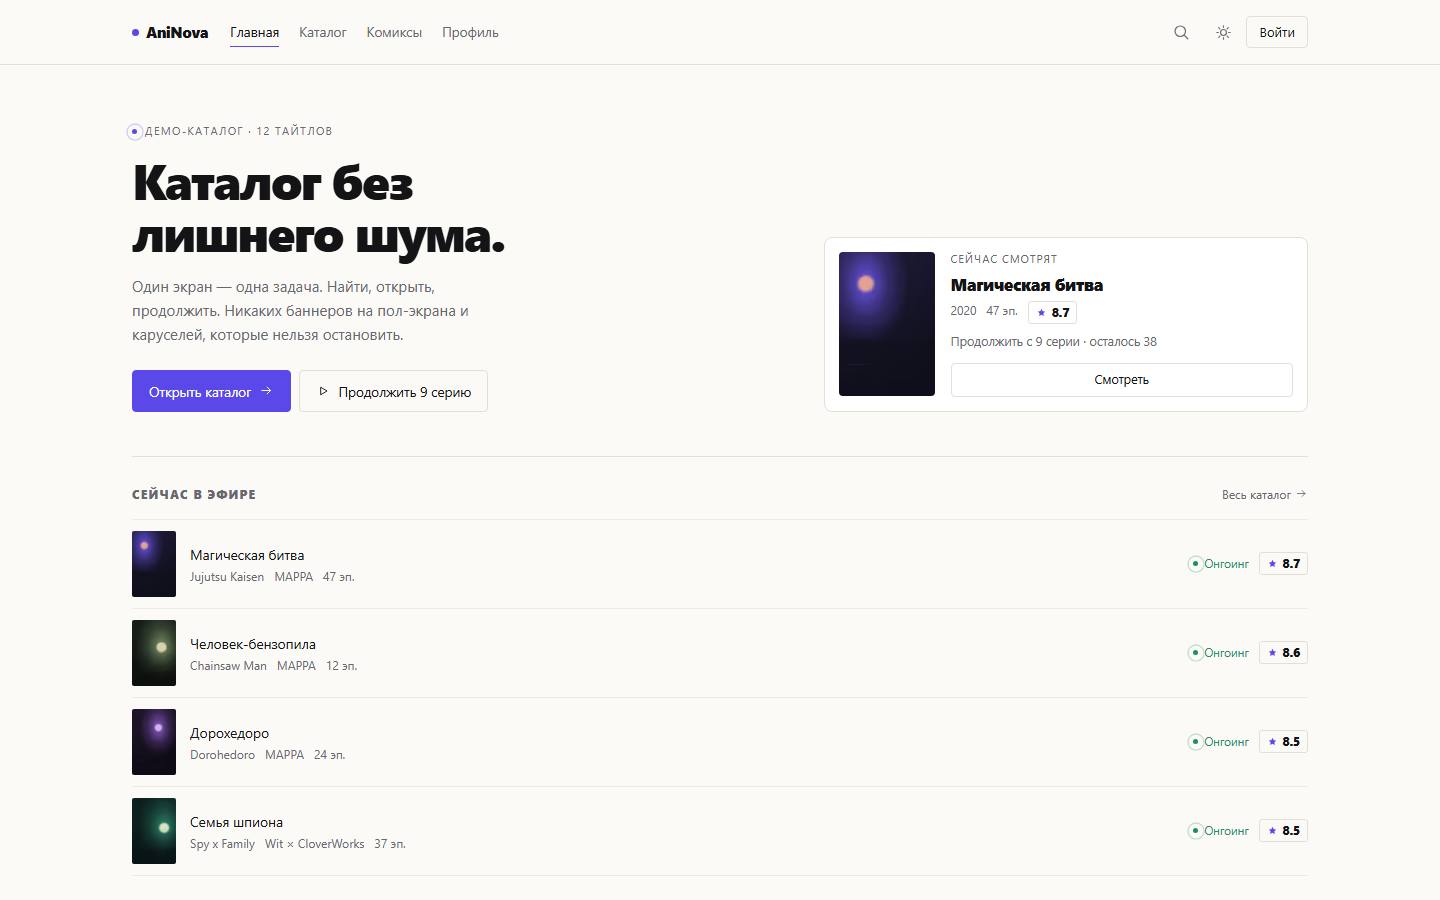 AniNova Главная Каталог Комиксы Профиль Войти
ДЕМО-КАТАЛОГ · 12 ТАЙТЛОВ
Каталог без
лишнего шума.
Один экран — одна задача. Найти, открыть,
продолжить. Никаких баннеров на пол-экрана и
каруселей, которые нельзя остановить.
Открыть каталог → Продолжить 9 серию
СЕЙЧАС СМОТРЯТ
Магическая битва
2020 47 эп. ★ 8.7
Продолжить с 9 серии · осталось 38
Смотреть
СЕЙЧАС В ЭФИРЕ Весь каталог →
Магическая битва
Jujutsu Kaisen MAPPA 47 эп.
Онгоинг ★ 8.7
Человек-бензопила
Chainsaw Man MAPPA 12 эп.
Онгоинг ★ 8.6
Дорохедоро
Dorohedoro MAPPA 24 эп.
Онгоинг ★ 8.5
Семья шпиона
Spy x Family Wit × CloverWorks 37 эп.
Онгоинг ★ 8.5